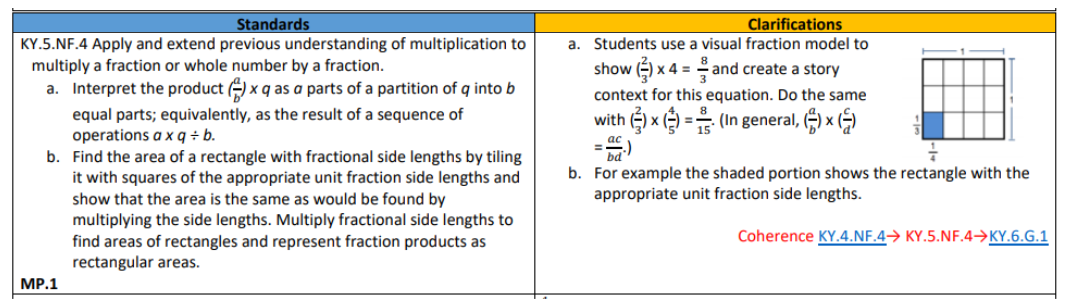 Standards
KY.5.NF.4 Apply and extend previous understanding of multiplication to
multiply a fraction or whole number by a fraction.
a. Interpret the product (a/b) x q as a parts of a partition of q into b
equal parts; equivalently, as the result of a sequence of
operations a x q ÷ b.
b. Find the area of a rectangle with fractional side lengths by tiling
it with squares of the appropriate unit fraction side lengths and
show that the area is the same as would be found by
multiplying the side lengths. Multiply fractional side lengths to
find areas of rectangles and represent fraction products as
rectangular areas.
MP.1
Clarifications
a. Students use a visual fraction model to
show (2/3) x 4 = 8/3 and create a story
context for this equation. Do the same
with (2/3) x (4/5) = 8/15. (In general, (a/b) x (c/d)
= ac/bd.)
1
1
1/3
1/4
b. For example the shaded portion shows the rectangle with the
appropriate unit fraction side lengths.
Coherence KY.4.NF.4→ KY.5.NF.4→KY.6.G.1